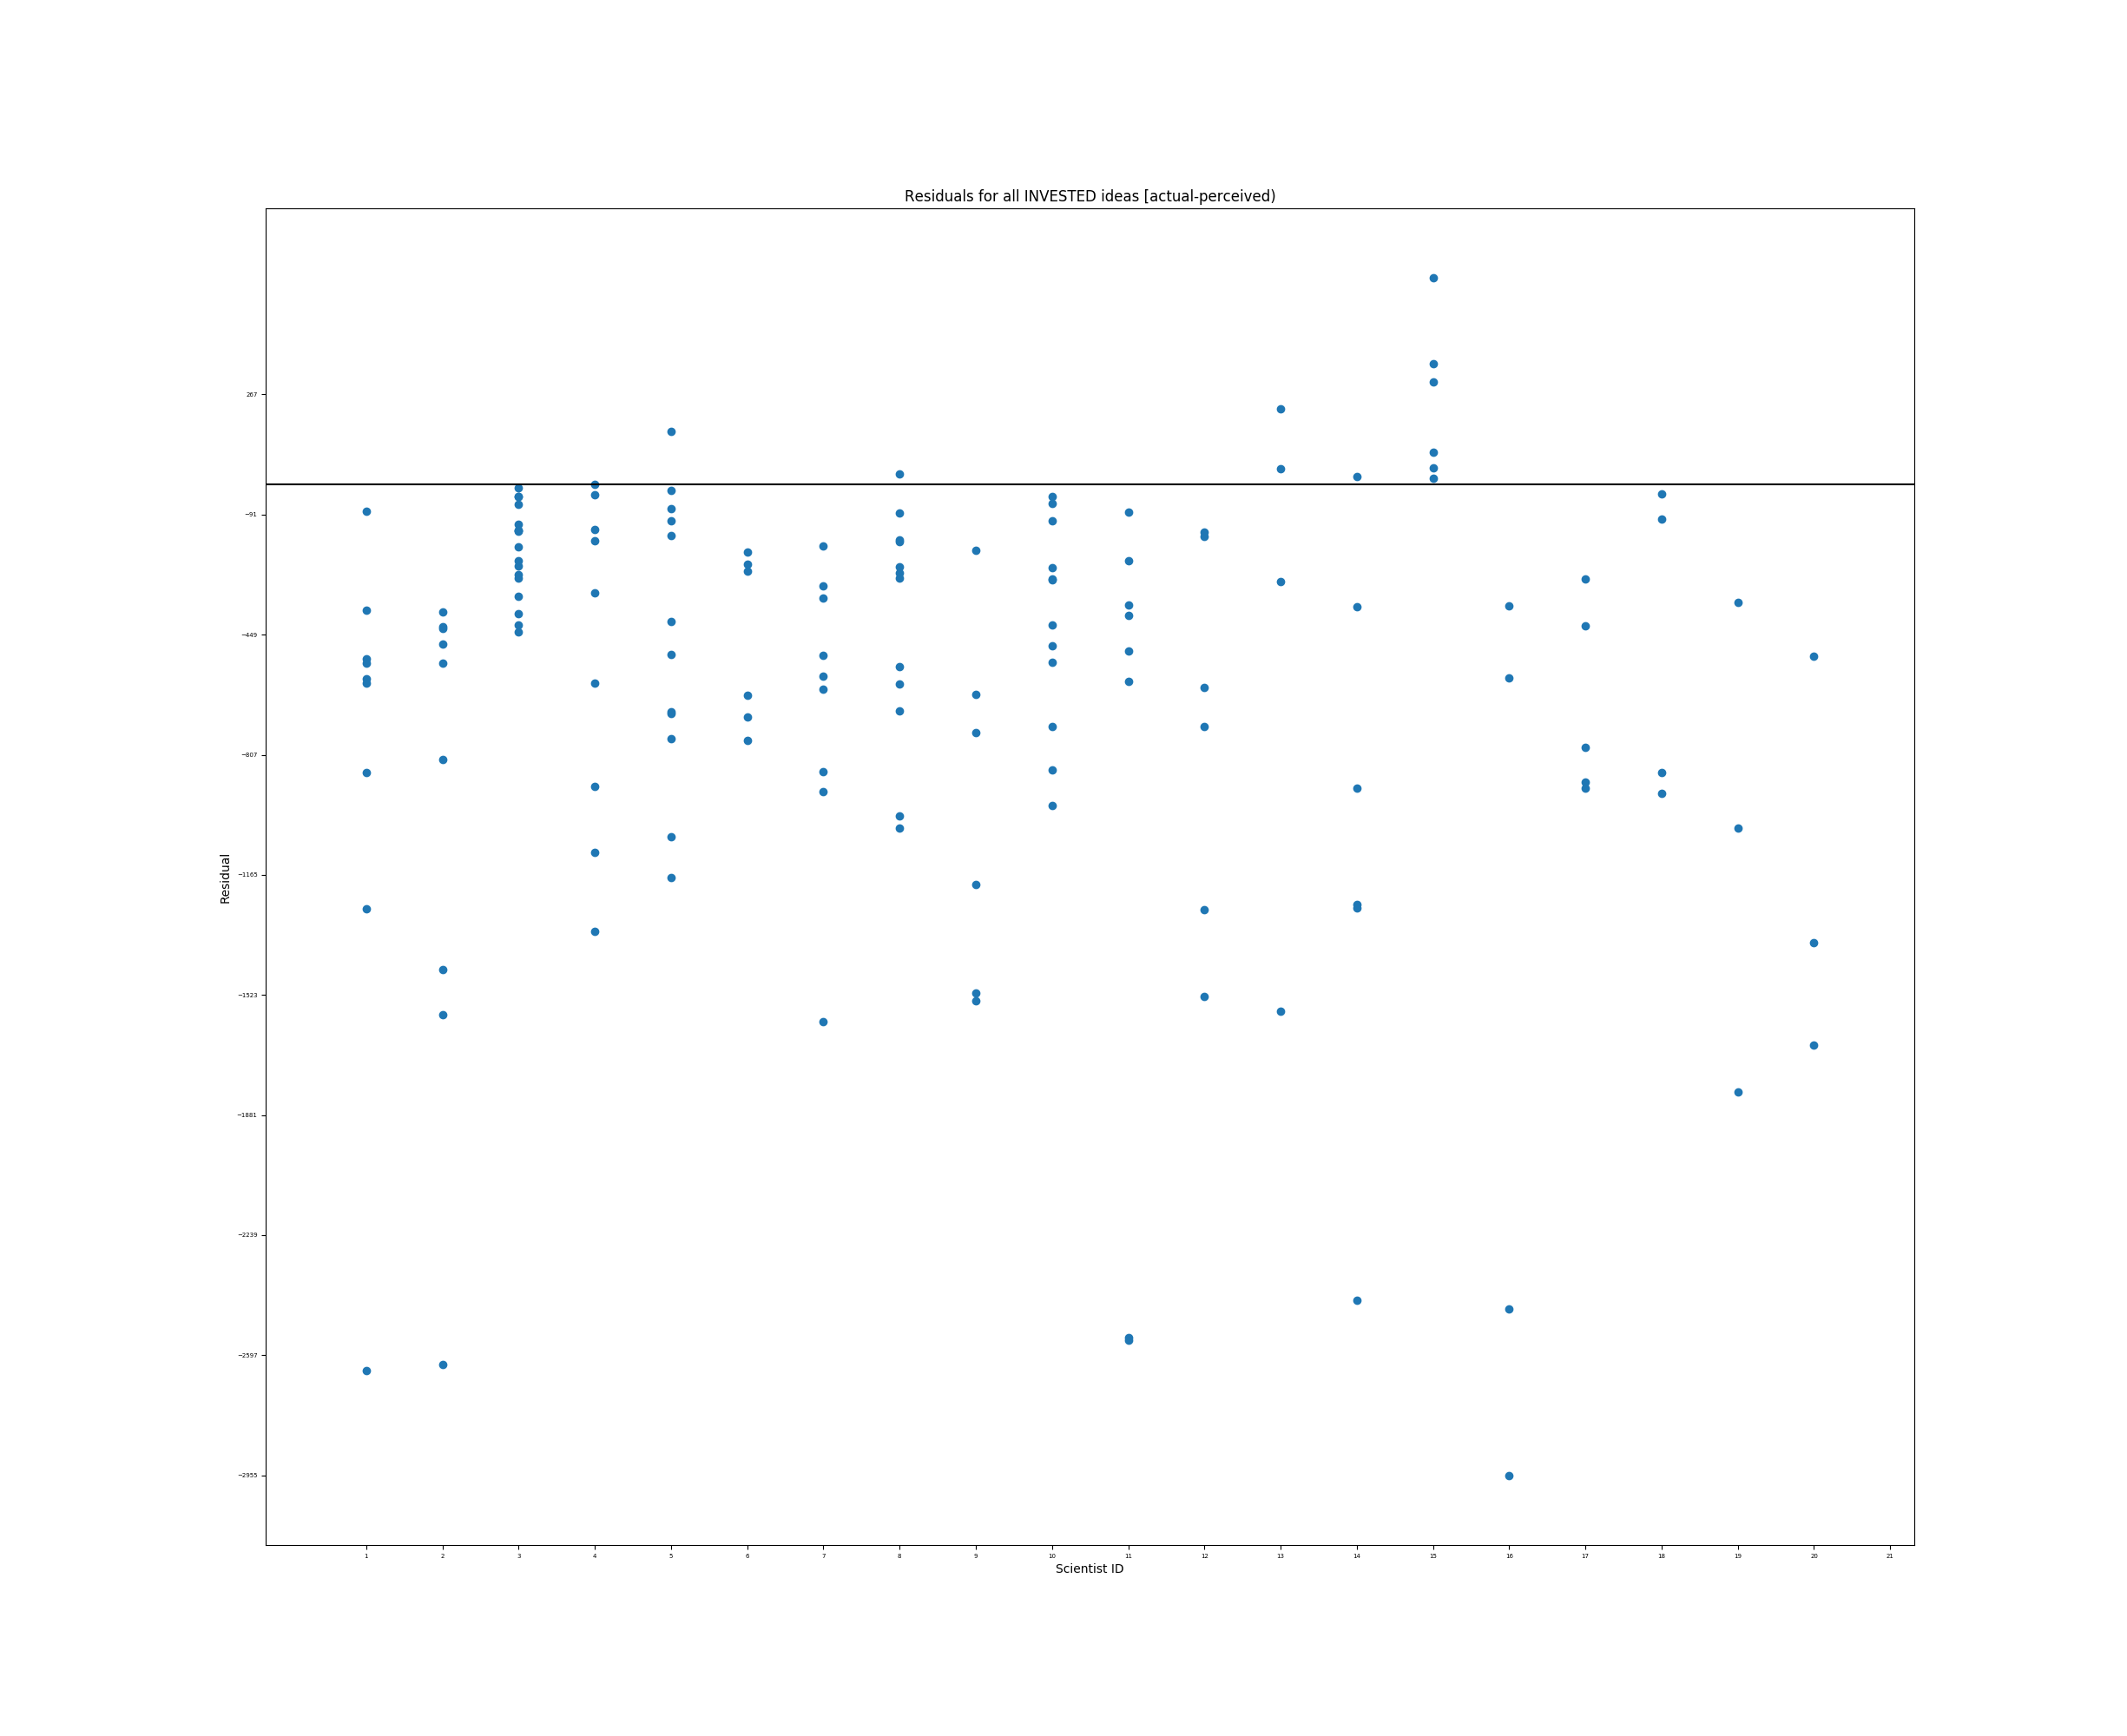 Residuals for all INVESTED ideas [actual-perceived)
267
−91
−449
−807
−1165
−1523
−1881
−2239
−2597
−2955
Residual
1 2 3 4 5 6 7 8 9 10 11 12 13 14 15 16 17 18 19 20 21
Scientist ID